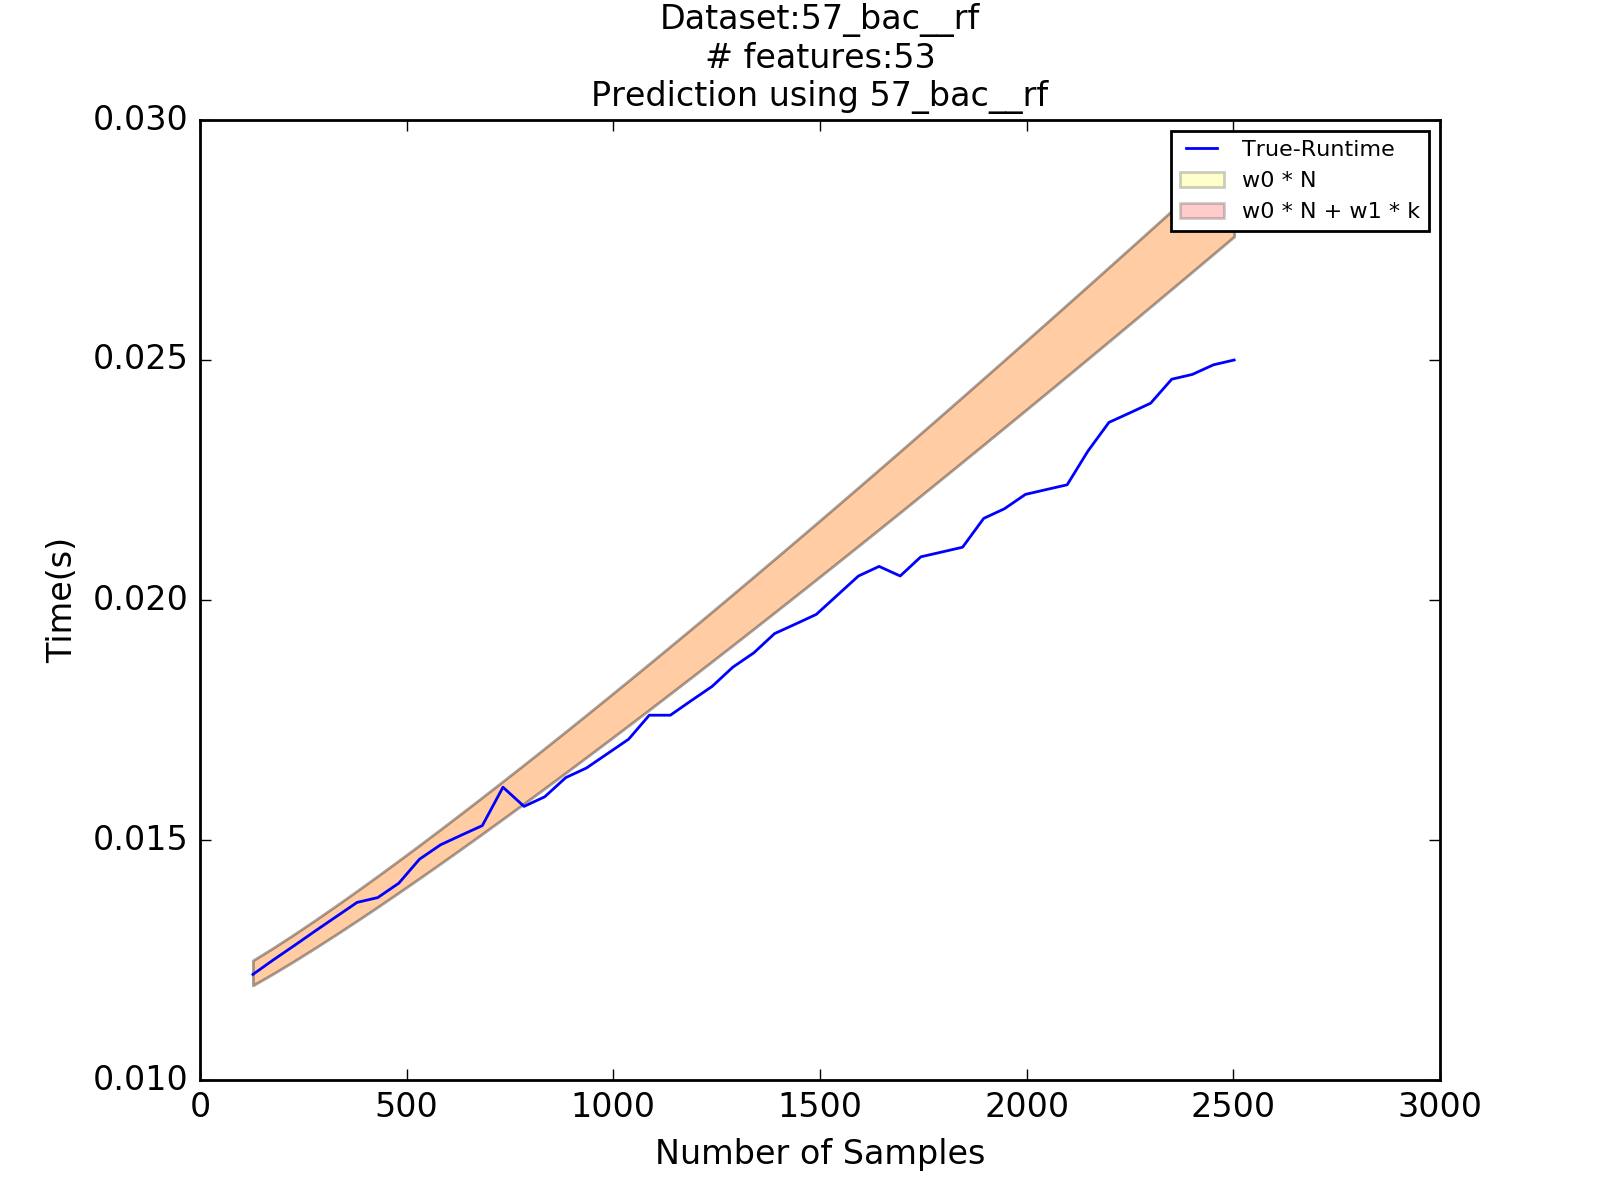 Dataset:57_bac__rf
# features:53
Prediction using 57_bac__rf
0.030
0.025
0.020
0.015
0.010
Time(s)
True-Runtime
w0 * N
w0 * N + w1 * k
0 500 1000 1500 2000 2500 3000
Number of Samples